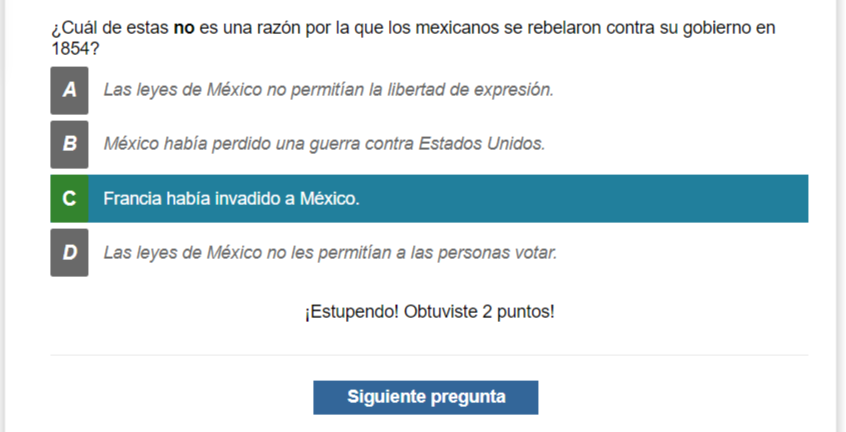 ¿Cuál de estas no es una razón por la que los mexicanos se rebelaron contra su gobierno en
1854?
A Las leyes de México no permitían la libertad de expresión.
B México había perdido una guerra contra Estados Unidos.
C Francia había invadido a México.
D Las leyes de México no les permitían a las personas votar.
¡Estupendo! Obtuviste 2 puntos!
Siguiente pregunta